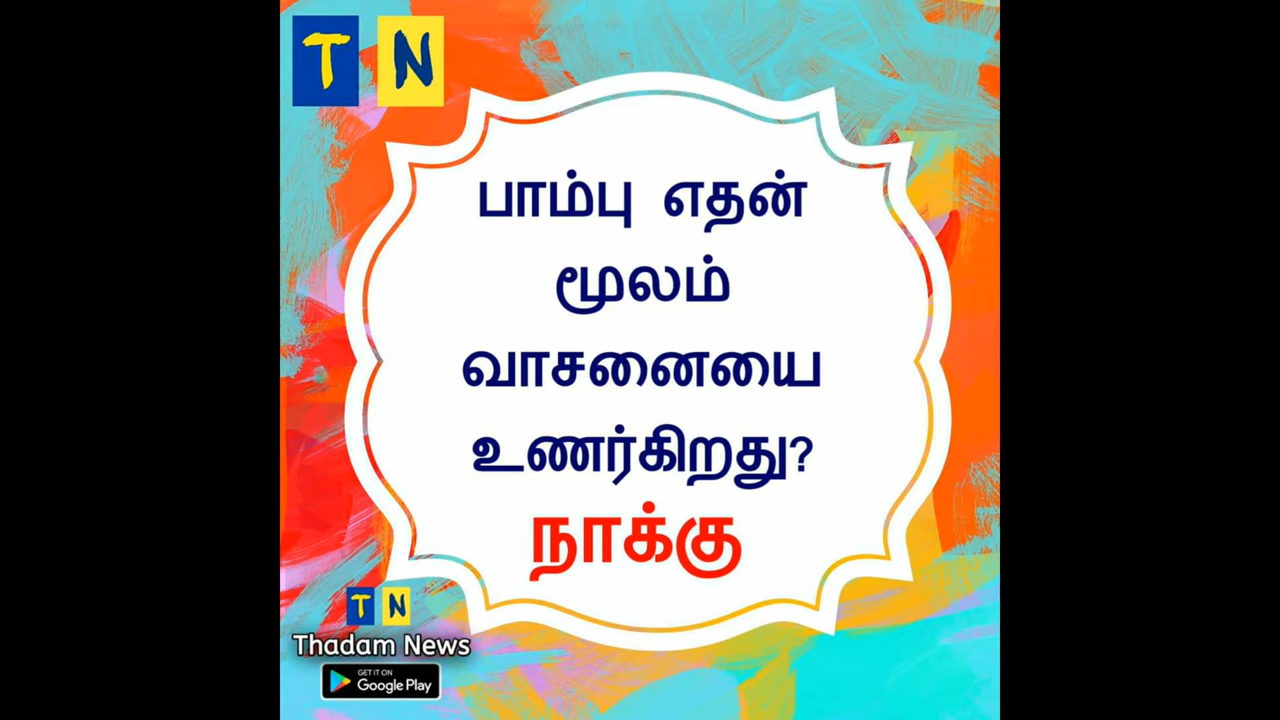 T N
பாம்பு எதன்
மூலம்
வாசனையை
உணர்கிறது?
நாக்கு
T N
Thadam News
GET IT ON
Google Play